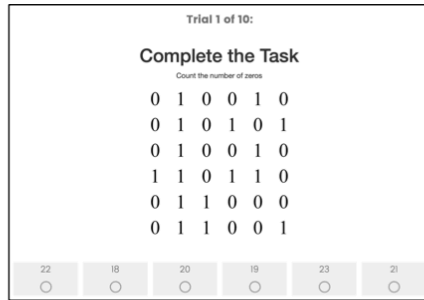 Trial 1 of 10:
Complete the Task
Count the number of zeros
0 1 0 0 1 0
0 1 0 1 0 1
0 1 0 0 1 0
1 1 0 1 1 0
0 1 1 0 0 0
0 1 1 0 0 1
22 18 20 19 23 21